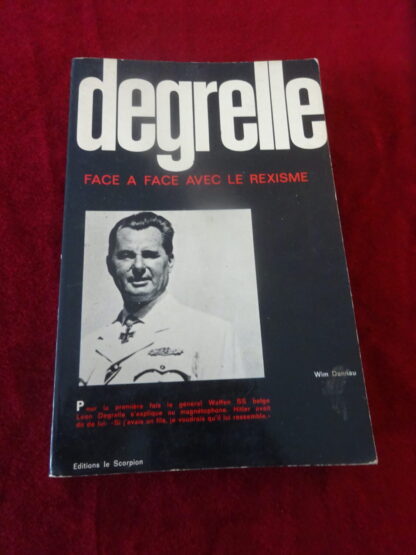 degrelle
FACE A FACE AVEC LE REXISME
Wim Dannau
Pour la première fois le général Waffen SS belge
Léon Degrelle s'explique au magnétophone. Hitler avait
dit de lui: «Si j'avais un fils, je voudrais qu'il lui ressemble.»
Editions le Scorpion